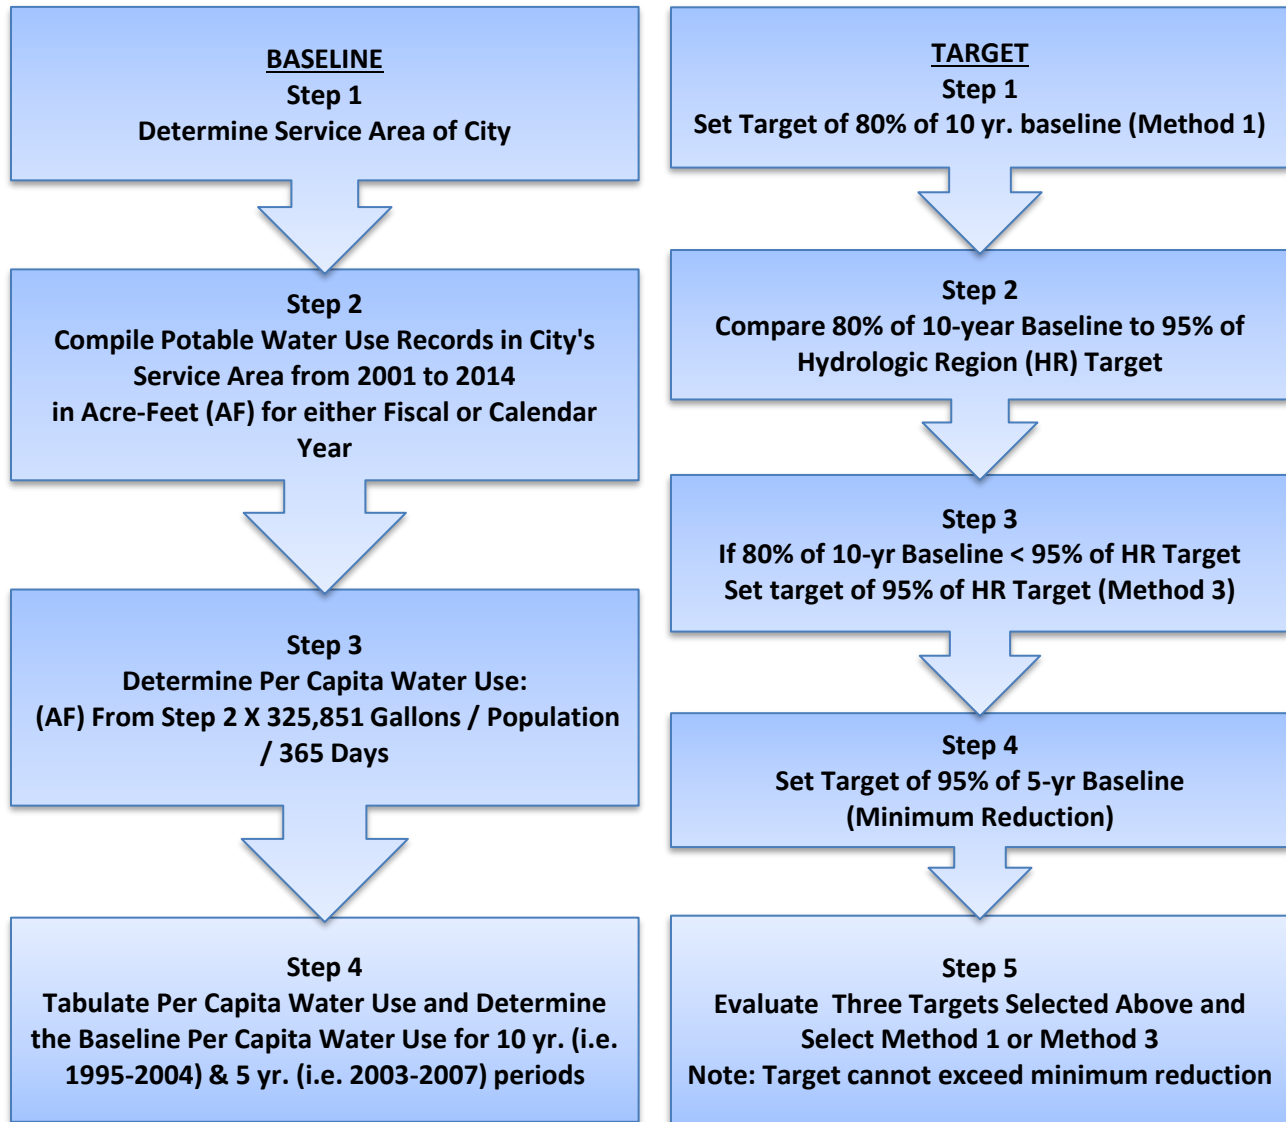 BASELINE
Step 1
Determine Service Area of City
Step 2
Compile Potable Water Use Records in City's
Service Area from 2001 to 2014
in Acre-Feet (AF) for either Fiscal or Calendar
Year
Step 3
Determine Per Capita Water Use:
(AF) From Step 2 X 325,851 Gallons / Population
/ 365 Days
Step 4
Tabulate Per Capita Water Use and Determine
the Baseline Per Capita Water Use for 10 yr. (i.e.
1995-2004) & 5 yr. (i.e. 2003-2007) periods
TARGET
Step 1
Set Target of 80% of 10 yr. baseline (Method 1)
Step 2
Compare 80% of 10-year Baseline to 95% of
Hydrologic Region (HR) Target
Step 3
If 80% of 10-yr Baseline < 95% of HR Target
Set target of 95% of HR Target (Method 3)
Step 4
Set Target of 95% of 5-yr Baseline
(Minimum Reduction)
Step 5
Evaluate  Three Targets Selected Above and
Select Method 1 or Method 3
Note: Target cannot exceed minimum reduction